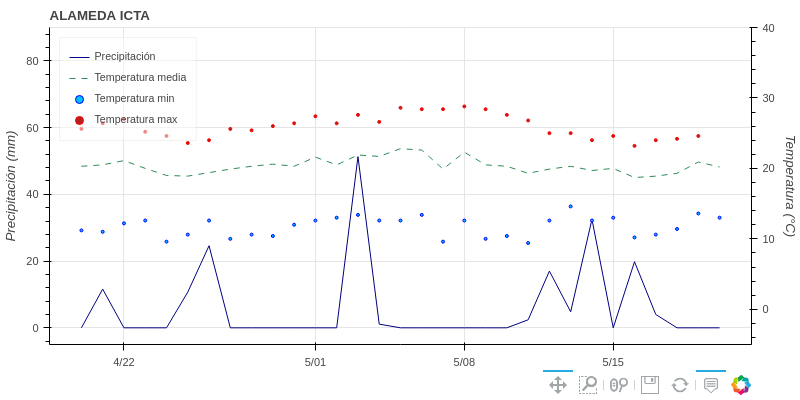 ALAMEDA ICTA
Precipitación
Temperatura media
Temperatura min
Temperatura max
Precipitación (mm)
80
60
40
20
0
Temperatura (°C)
40
30
20
10
0
4/22
5/01
5/08
5/15